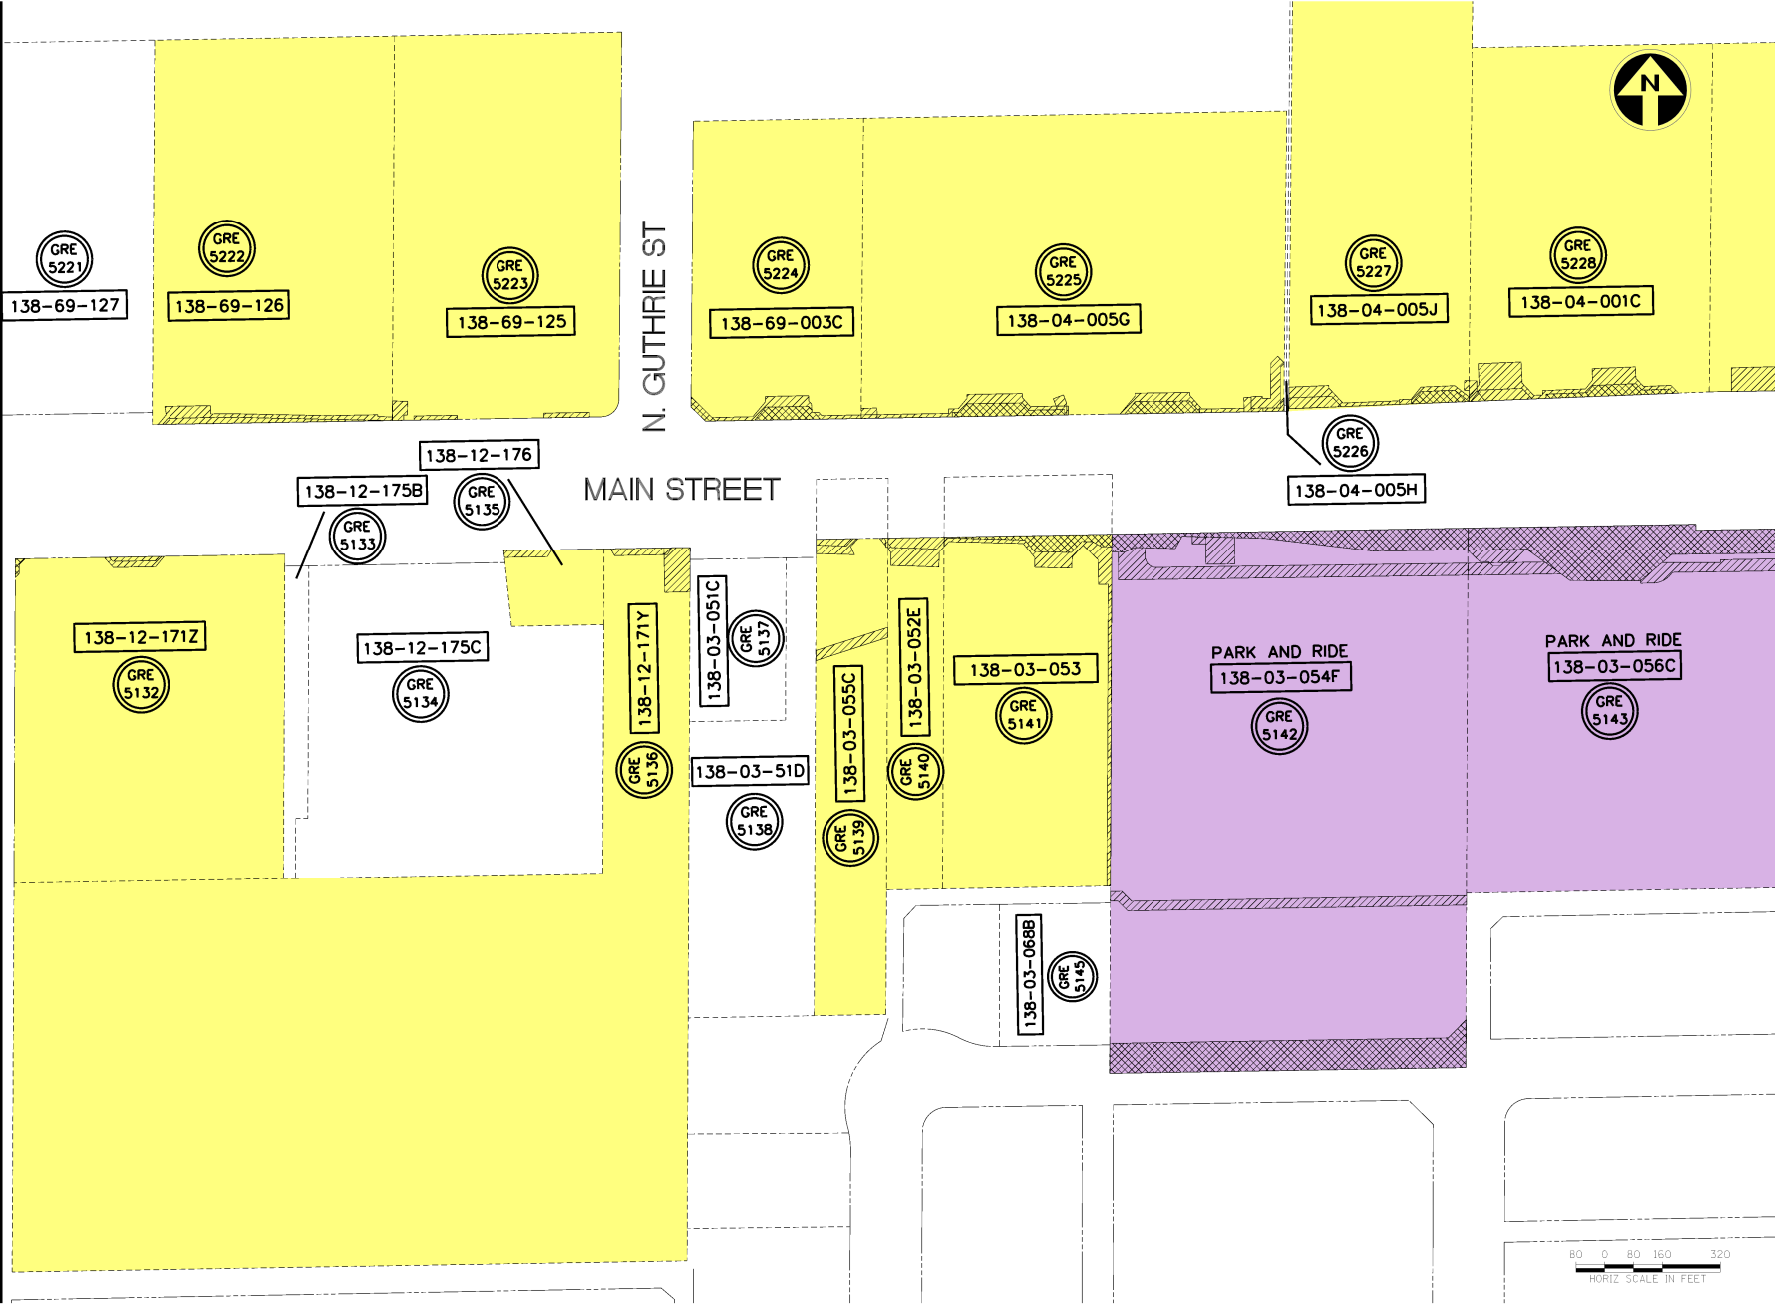 N
GRE
5221
138-69-127
GRE
5222
138-69-126
GRE
5223
138-69-125
N. GUTHRIE ST
GRE
5224
138-69-003C
GRE
5225
138-04-005G
GRE
5227
138-04-005J
GRE
5228
138-04-001C
138-12-176
GRE
5135
138-12-175B
GRE
5133
MAIN STREET
GRE
5226
138-04-005H
138-12-171Z
GRE
5132
138-12-175C
GRE
5134
138-12-171Y
GRE
5136
138-03-051C
GRE
5137
138-03-51D
GRE
5138
138-03-055C
GRE
5139
138-03-052E
GRE
5140
138-03-053
GRE
5141
PARK AND RIDE
138-03-054F
GRE
5142
PARK AND RIDE
138-03-056C
GRE
5143
138-03-068B
GRE
5145
80 0 80 160 320
HORIZ SCALE IN FEET